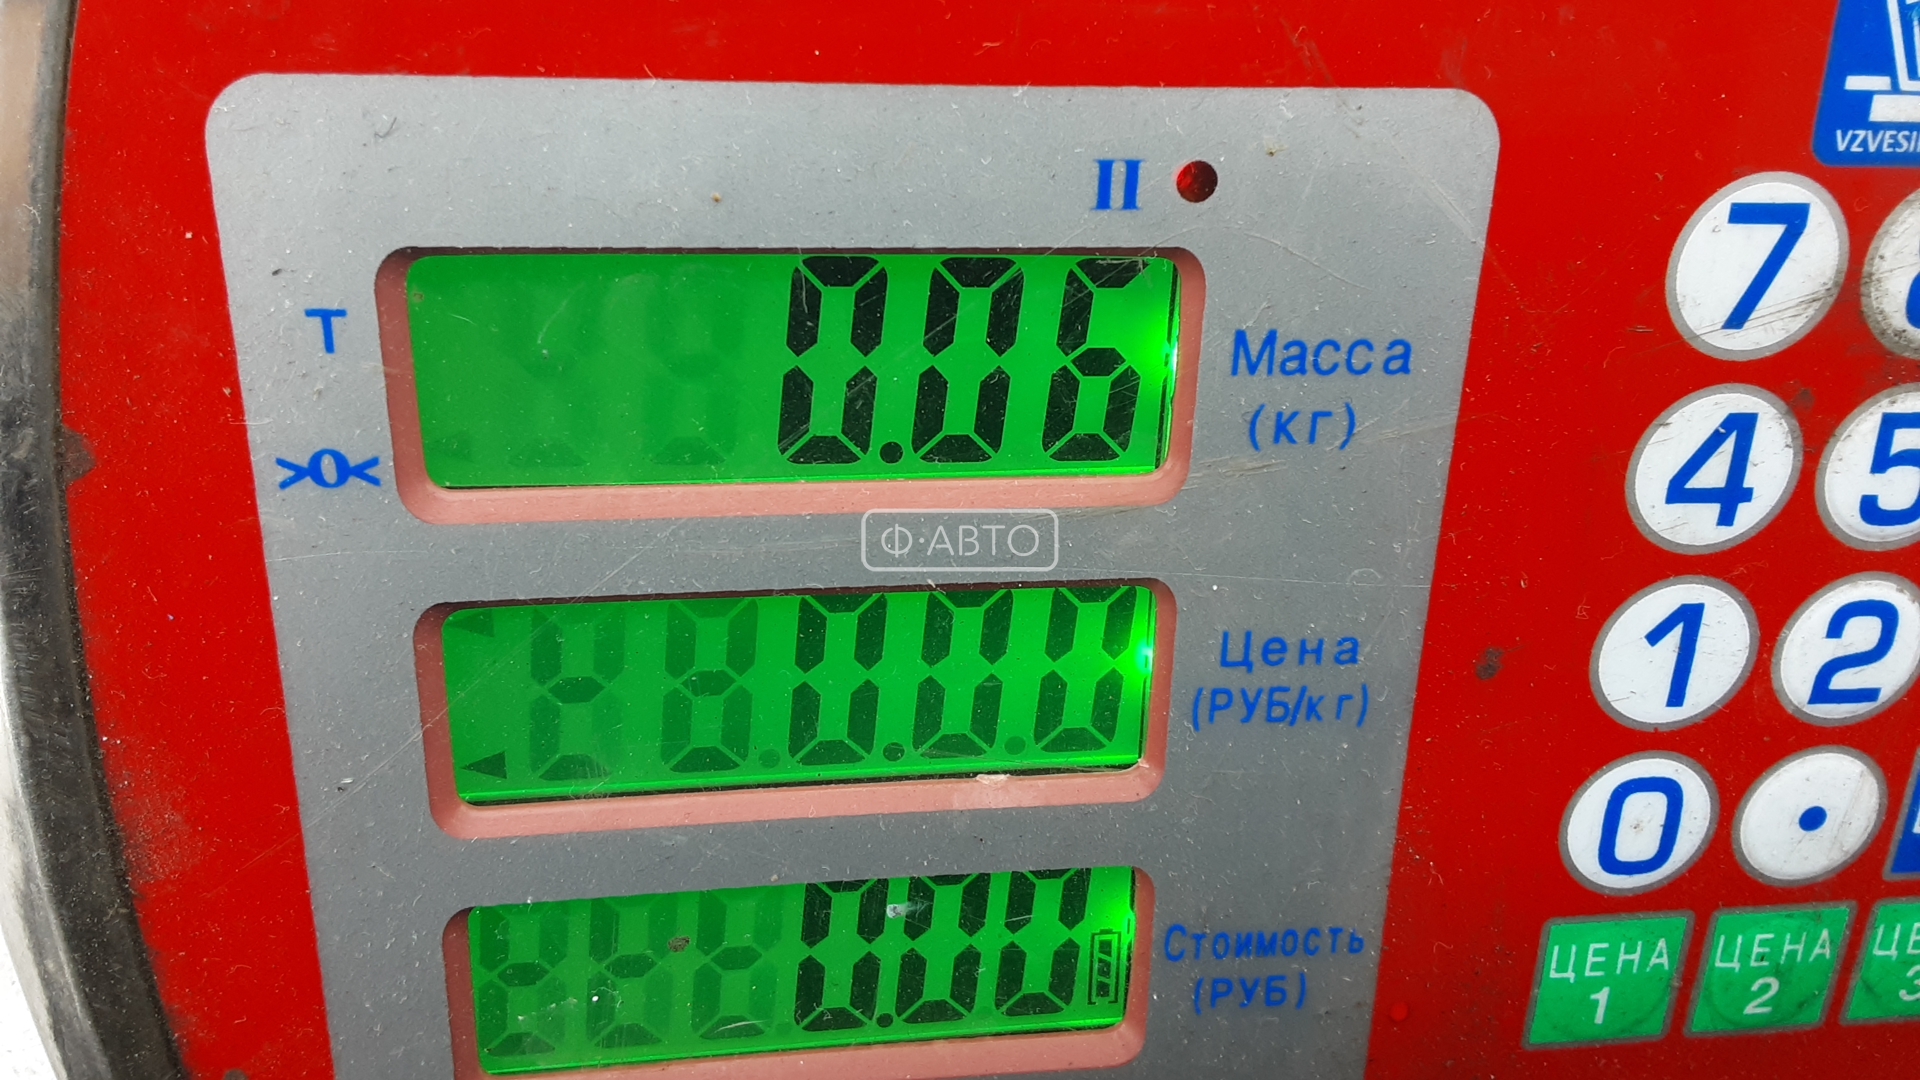 II
VZVESI
T
0.06
Масса
(кг)
>0<
Ф·АВТО
0.00
Цена
(РУБ/кг)
0.00
Стоимость
(РУБ)
7
4 5
1 2
0 .
ЦЕНА 1
ЦЕНА 2